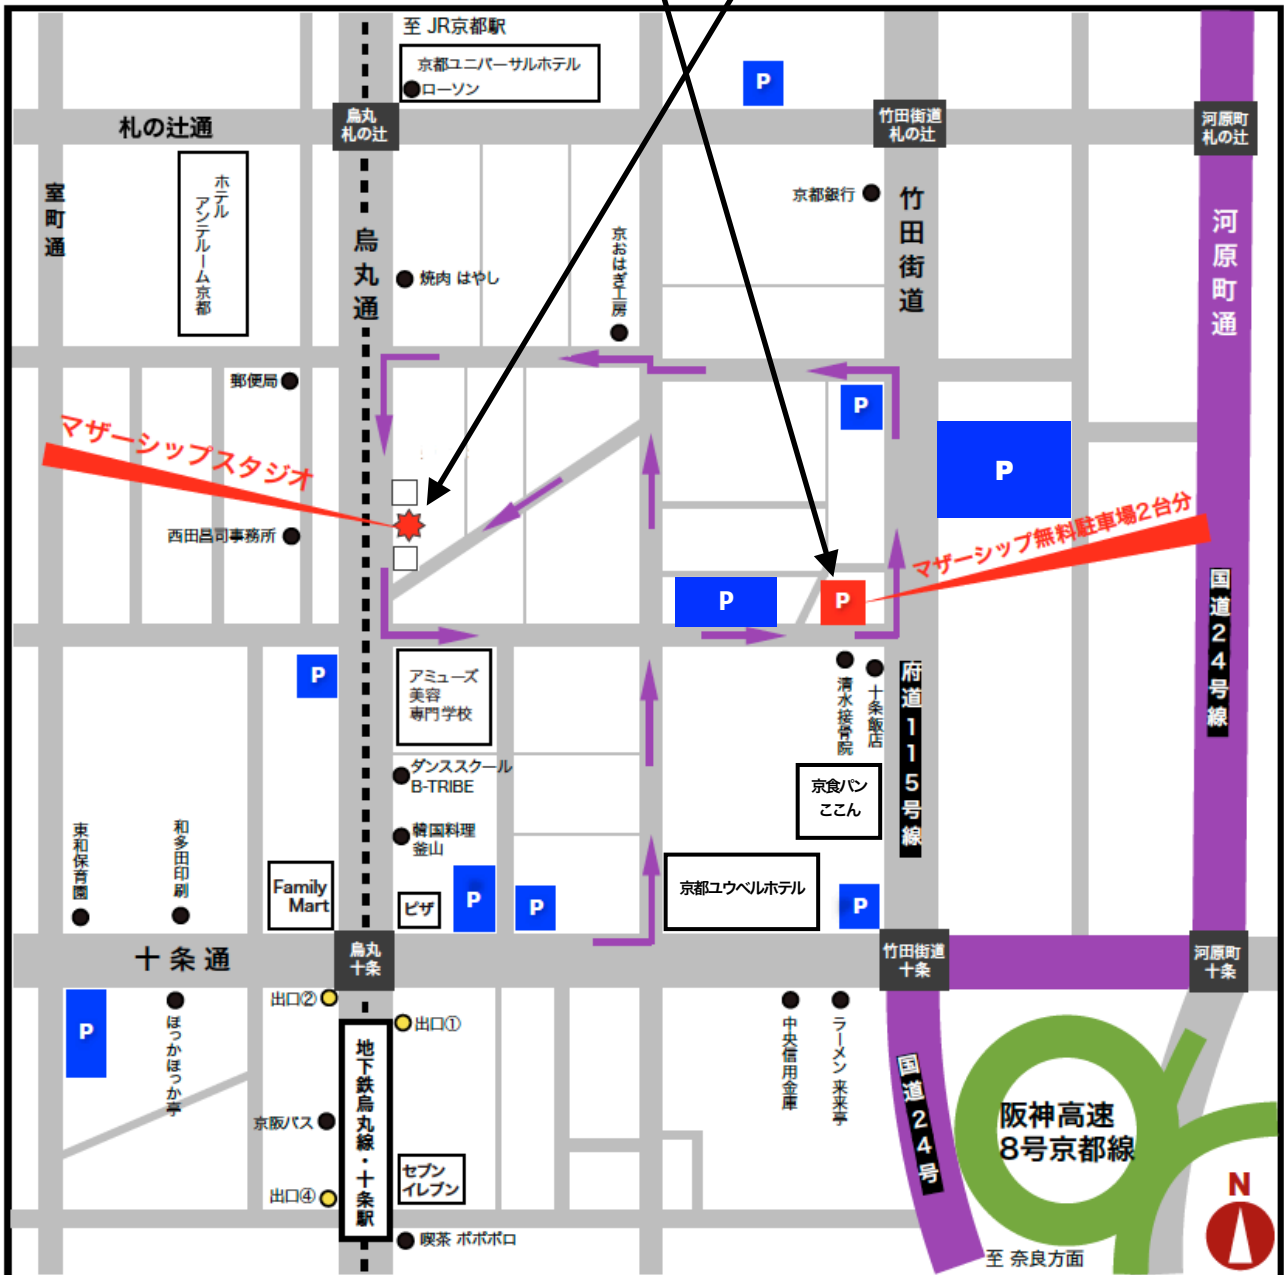 至 JR京都駅
京都ユニバーサルホテル
ローソン
P
札の辻通
烏丸
札の辻
竹田街道
札の辻
河原町
札の辻
室町通
ホテル
アンテルーム京都
烏丸通
京都銀行
竹田街道
河原町通
京おはぎ工房
焼肉 はやし
郵便局
P
マザーシップスタジオ
P
西田昌司事務所
マザーシップ無料駐車場2台分
P
P
国道24号線
P
アミューズ
美容
専門学校
清水接骨院
十条飯店
府道115号線
ダンススクール
B-TRIBE
京食パン
ここん
韓国料理
釜山
東和保育園
和多田印刷
Family
Mart
ピザ
P
P
京都ユウベルホテル
P
十条通
烏丸
十条
竹田街道
十条
河原町
十条
出口②
出口①
P
ほっかほっか亭
地下鉄烏丸線・十条駅
中央信用金庫
ラーメン 来来亭
国道24号
阪神高速
8号京都線
京阪バス
セブン
イレブン
出口④
N
喫茶 ポポポロ
至 奈良方面